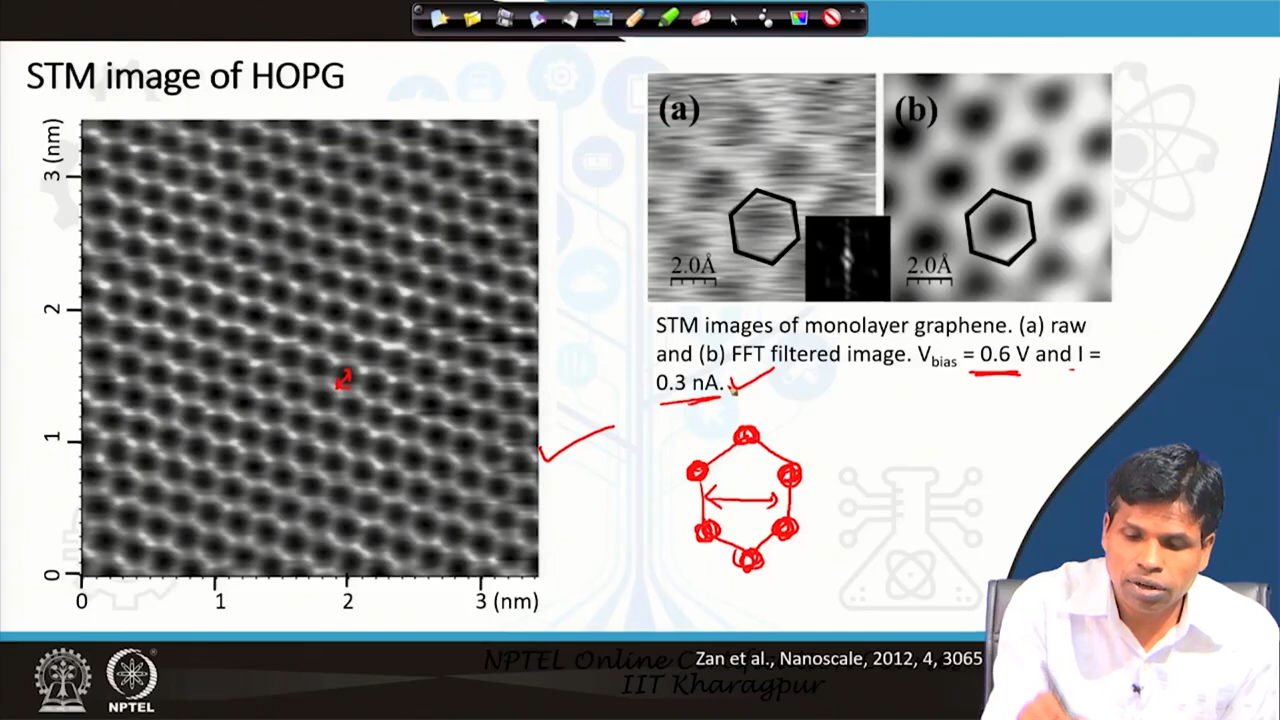 STM image of HOPG
3 (nm)
2
1
0
0 1 2 3 (nm)
(a) (b)
2.0Å 2.0Å
STM images of monolayer graphene. (a) raw
and (b) FFT filtered image. Vbias = 0.6 V and I =
0.3 nA.
Zan et al., Nanoscale, 2012, 4, 3065
NPTEL Online
IIT Kharagpur
NPTEL